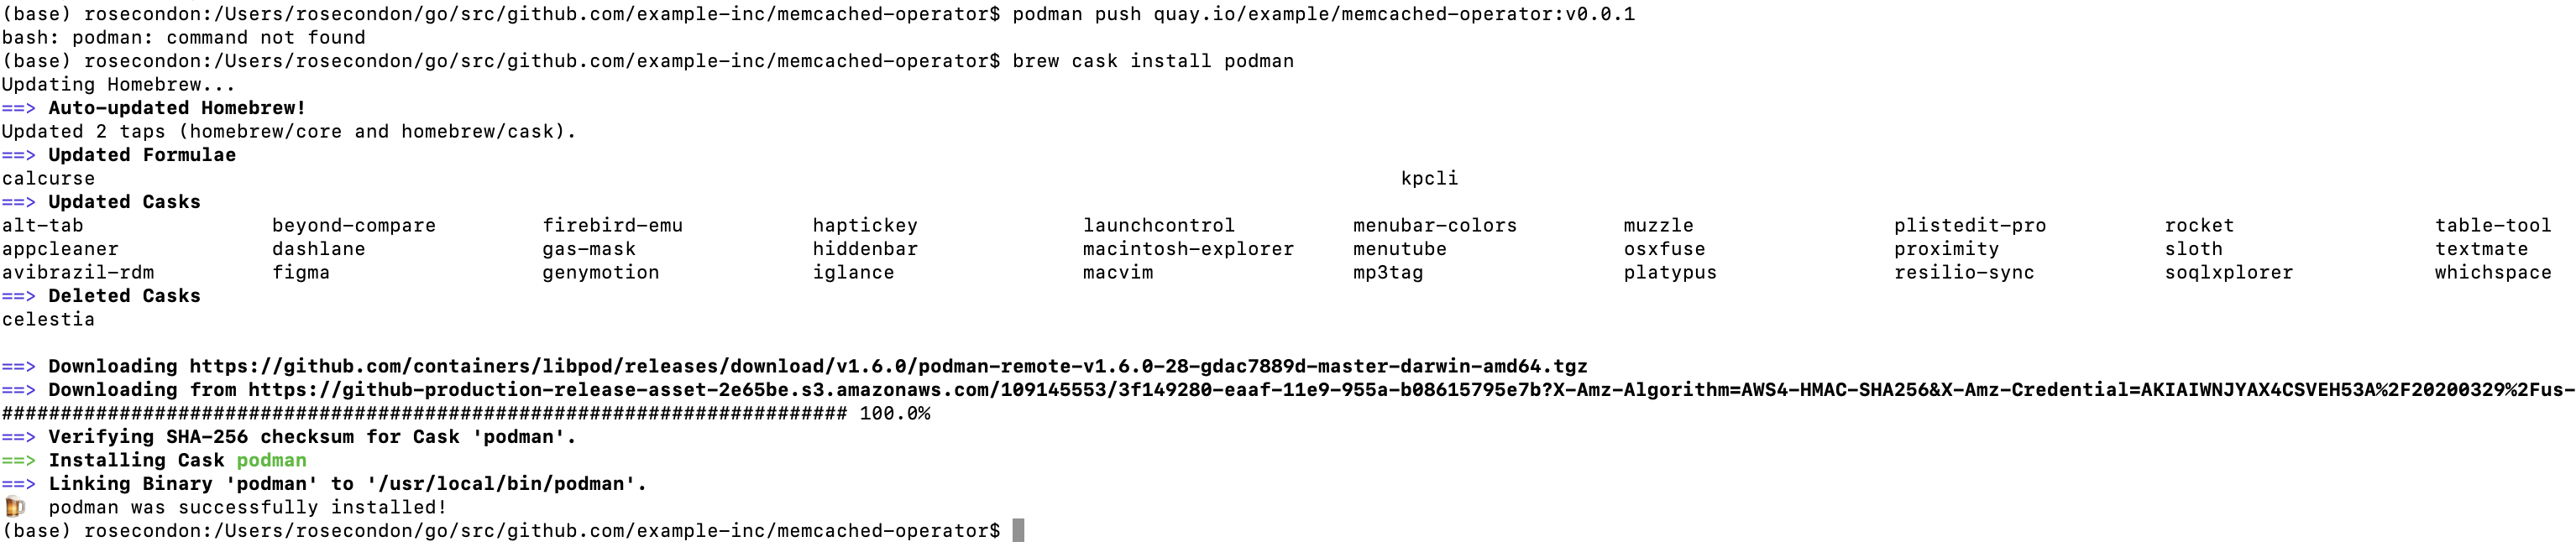 (base) rosecondon:/Users/rosecondon/go/src/github.com/example-inc/memcached-operator$ podman push quay.io/example/memcached-operator:v0.0.1
bash: podman: command not found
(base) rosecondon:/Users/rosecondon/go/src/github.com/example-inc/memcached-operator$ brew cask install podman
Updating Homebrew...
==> Auto-updated Homebrew!
Updated 2 taps (homebrew/core and homebrew/cask).
==> Updated Formulae
calcurse kpcli
==> Updated Casks
alt-tab beyond-compare firebird-emu haptickey launchcontrol menubar-colors muzzle plistedit-pro rocket table-tool
appcleaner dashlane gas-mask hiddenbar macintosh-explorer menutube osxfuse proximity sloth textmate
avibrazil-rdm figma genymotion iglance macvim mp3tag platypus resilio-sync soqlxplorer whichspace
==> Deleted Casks
celestia
==> Downloading https://github.com/containers/libpod/releases/download/v1.6.0/podman-remote-v1.6.0-28-gdac7889d-master-darwin-amd64.tgz
==> Downloading from https://github-production-release-asset-2e65be.s3.amazonaws.com/109145553/3f149280-eaaf-11e9-955a-b08615795e7b?X-Amz-Algorithm=AWS4-HMAC-SHA256&X-Amz-Credential=AKIAIWNJYAX4CSVEH53A%2F20200329%2Fus-
######################################################################## 100.0%
==> Verifying SHA-256 checksum for Cask 'podman'.
==> Installing Cask podman
==> Linking Binary 'podman' to '/usr/local/bin/podman'.
🍺 podman was successfully installed!
(base) rosecondon:/Users/rosecondon/go/src/github.com/example-inc/memcached-operator$